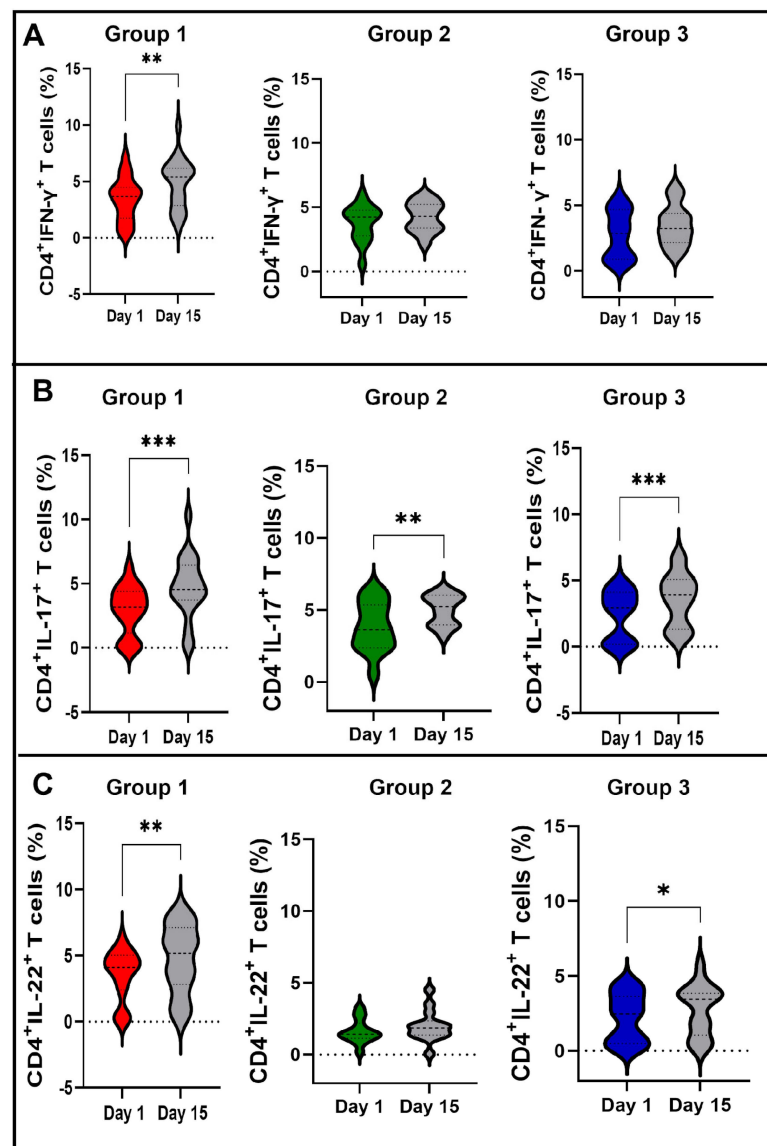 A
Group 1
Group 2
Group 3
CD4⁺IFN-γ⁺ T cells (%)
15
10
5
0
-5
**
Day 1 Day 15
CD4⁺IFN-γ⁺ T cells (%)
15
10
5
0
Day 1 Day 15
CD4⁺IFN- γ⁺ T cells (%)
15
10
5
0
Day 1 Day 15
B
Group 1
Group 2
Group 3
CD4⁺IL-17⁺ T cells (%)
15
10
5
0
-5
***
Day 1 Day 15
CD4⁺IL-17⁺ T cells (%)
15
10
5
0
**
Day 1 Day 15
CD4⁺IL-17⁺ T cells (%)
15
10
5
0
-5
***
Day 1 Day 15
C
Group 1
Group 2
Group 3
CD4⁺IL-22⁺ T cells (%)
15
10
5
0
-5
**
Day 1 Day 15
CD4⁺IL-22⁺ T cells (%)
15
10
5
0
Day 1 Day 15
CD4⁺IL-22⁺ T cells (%)
15
10
5
0
*
Day 1 Day 15